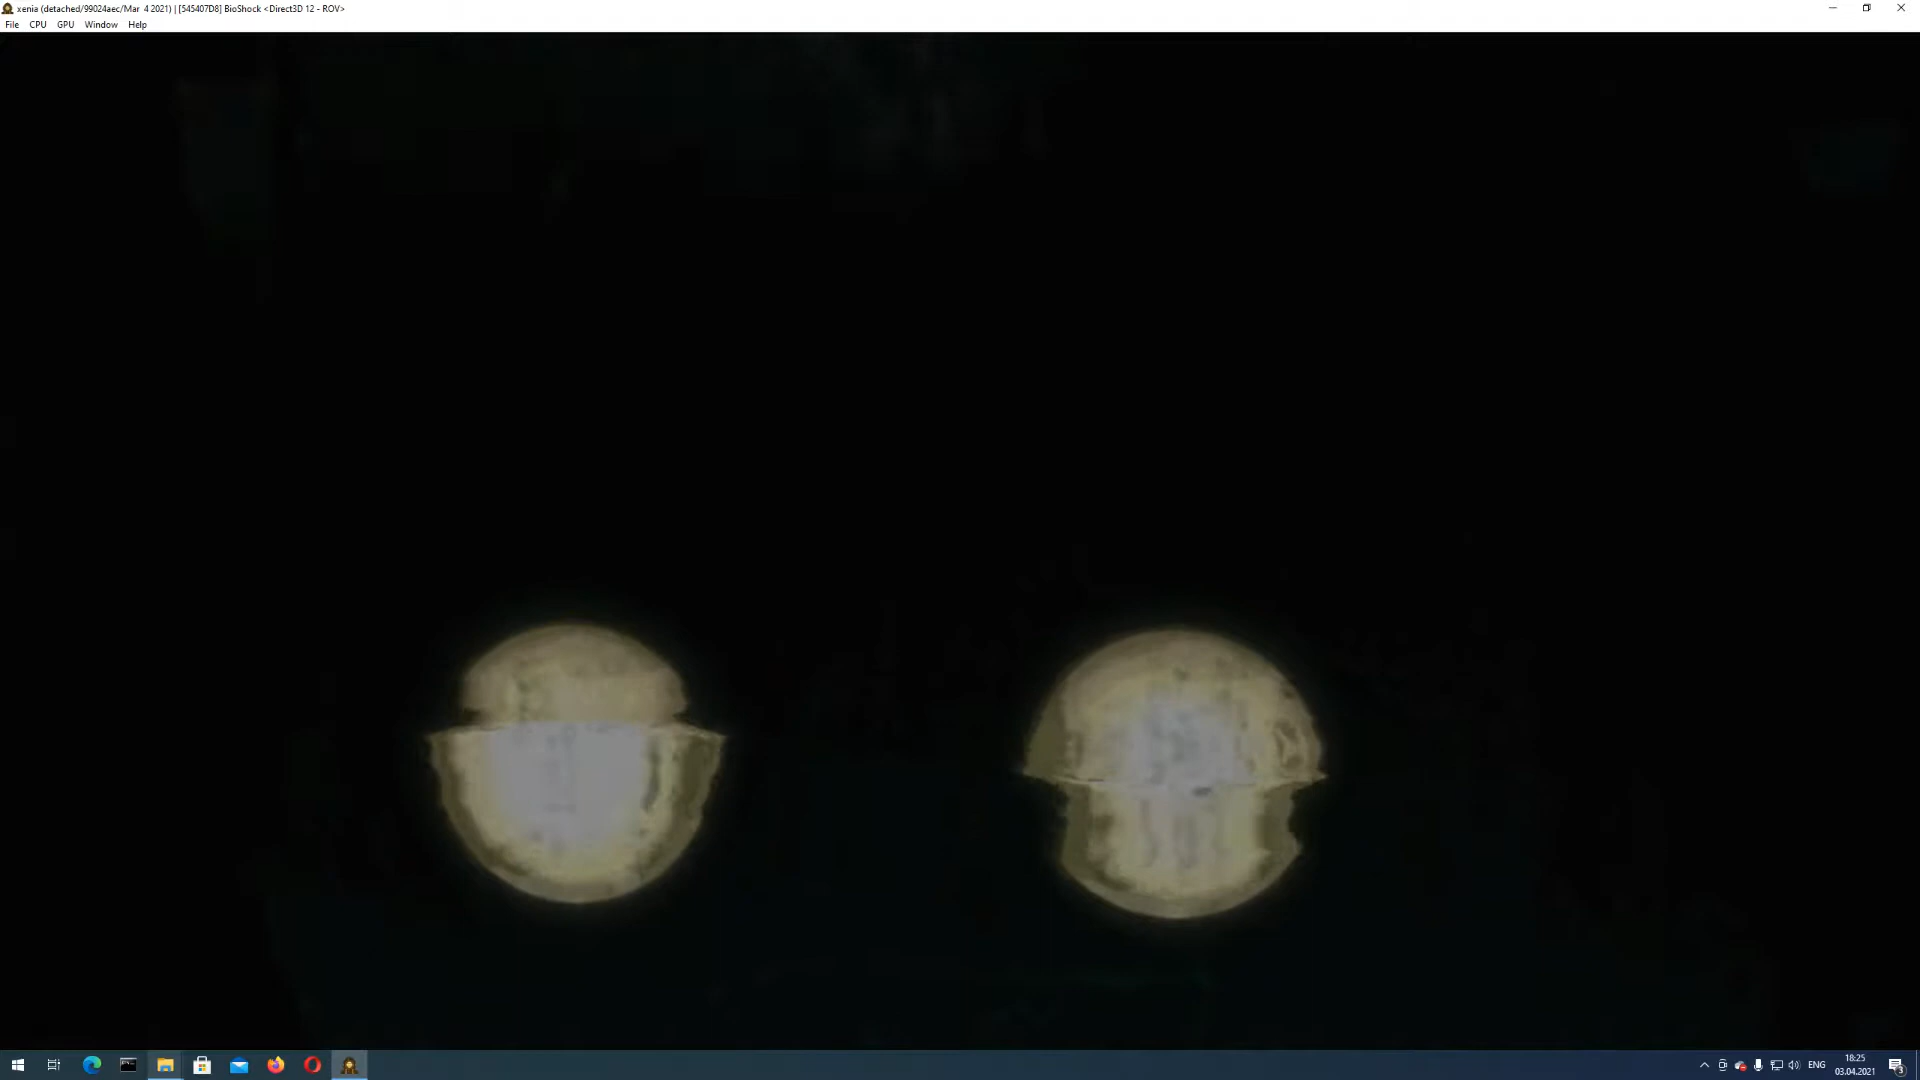 xenia (detached/99024aec/Mar 4 2021) | [545407D8] BioShock <Direct3D 12 - ROV>
File CPU GPU Window Help
ENG
18:25
03.04.2021
3